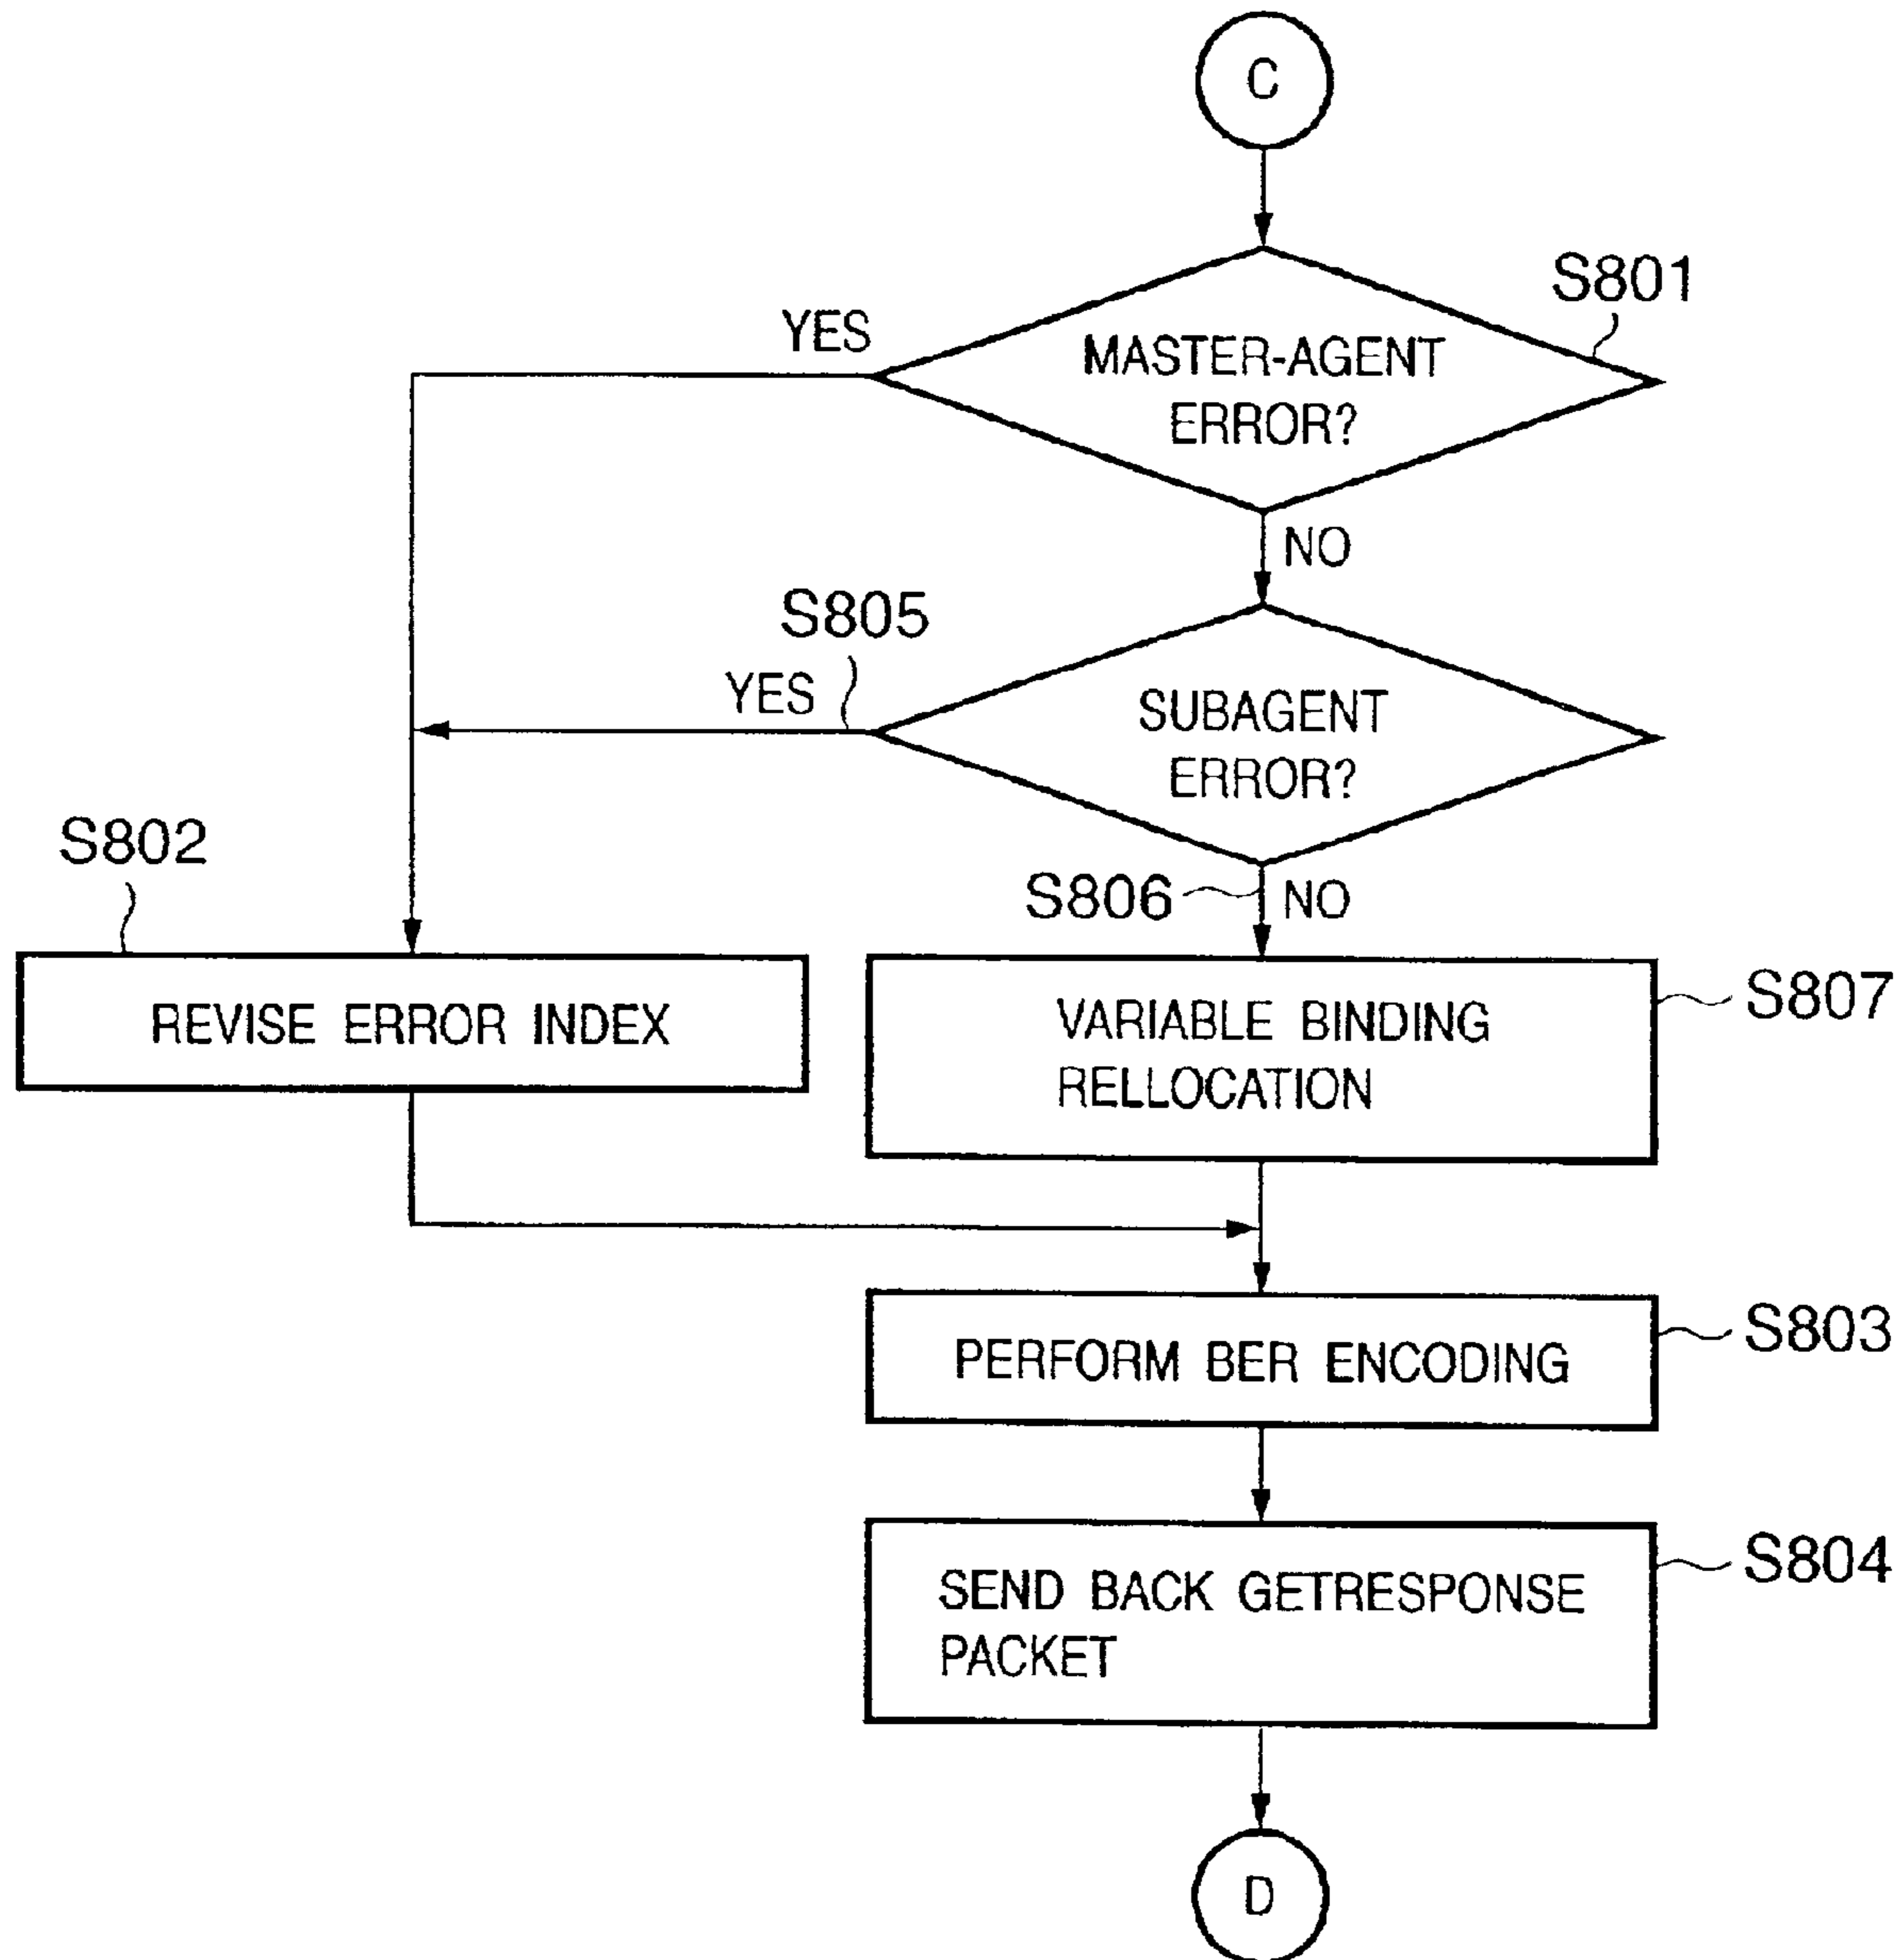 C
S801
YES
MASTER-AGENT
ERROR?
NO
S805
YES
SUBAGENT
ERROR?
S802
S806
NO
REVISE ERROR INDEX
VARIABLE BINDING
RELLOCATION
S807
PERFORM BER ENCODING
S803
SEND BACK GETRESPONSE
PACKET
S804
D